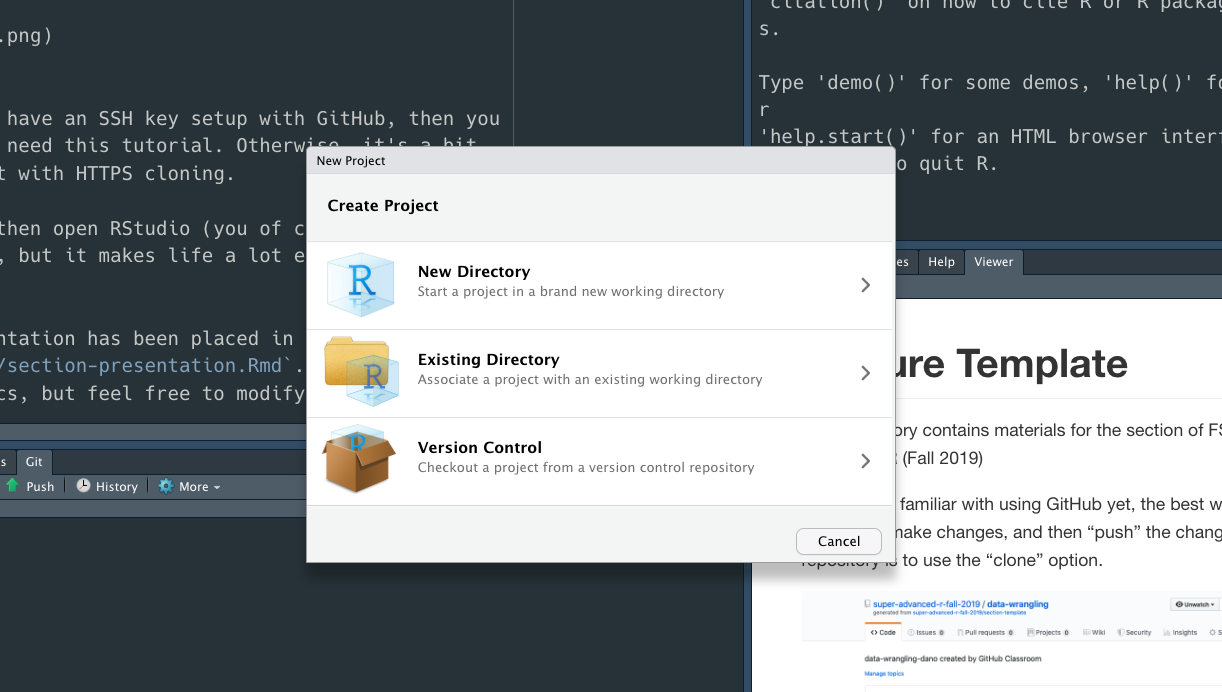 .png)
have an SSH key setup with GitHub, then you
need this tutorial. Otherwise, it's a bit
t with HTTPS cloning.
then open RStudio (you of c
, but it makes life a lot e
ntation has been placed in
/section-presentation.Rmd`.
cs, but feel free to modify
s
Git
Push
History
More
'citation()' on how to cite R or R packag
s.
Type 'demo()' for some demos, 'help()' fo
r
'help.start()' for an HTML browser interf
o quit R.
New Project
Create Project
New Directory
Start a project in a brand new working directory
Existing Directory
Associate a project with an existing working directory
Version Control
Checkout a project from a version control repository
Cancel
es
Help
Viewer
ure Template
ory contains materials for the section of FS
(Fall 2019)
familiar with using GitHub yet, the best w
make changes, and then “push” the chang
repository is to use the “clone” option.
super-advanced-r-fall-2019 / data-wrangling
generated from super-advanced-r-fall-2019/section-template
Unwatch
Code
Issues 0
Pull requests 0
Projects 0
Wiki
Security
Insights
S
data-wrangling-dano created by GitHub Classroom
Manage topics